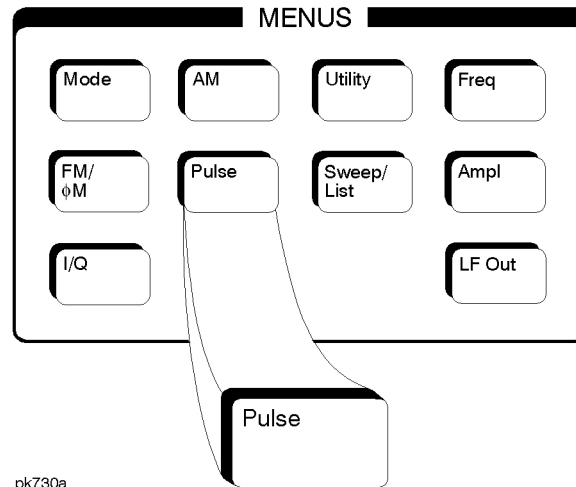 MENUS
Mode
AM
Utility
Freq
FM/
ϕM
Pulse
Sweep/
List
Ampl
I/Q
LF Out
Pulse
pk730a